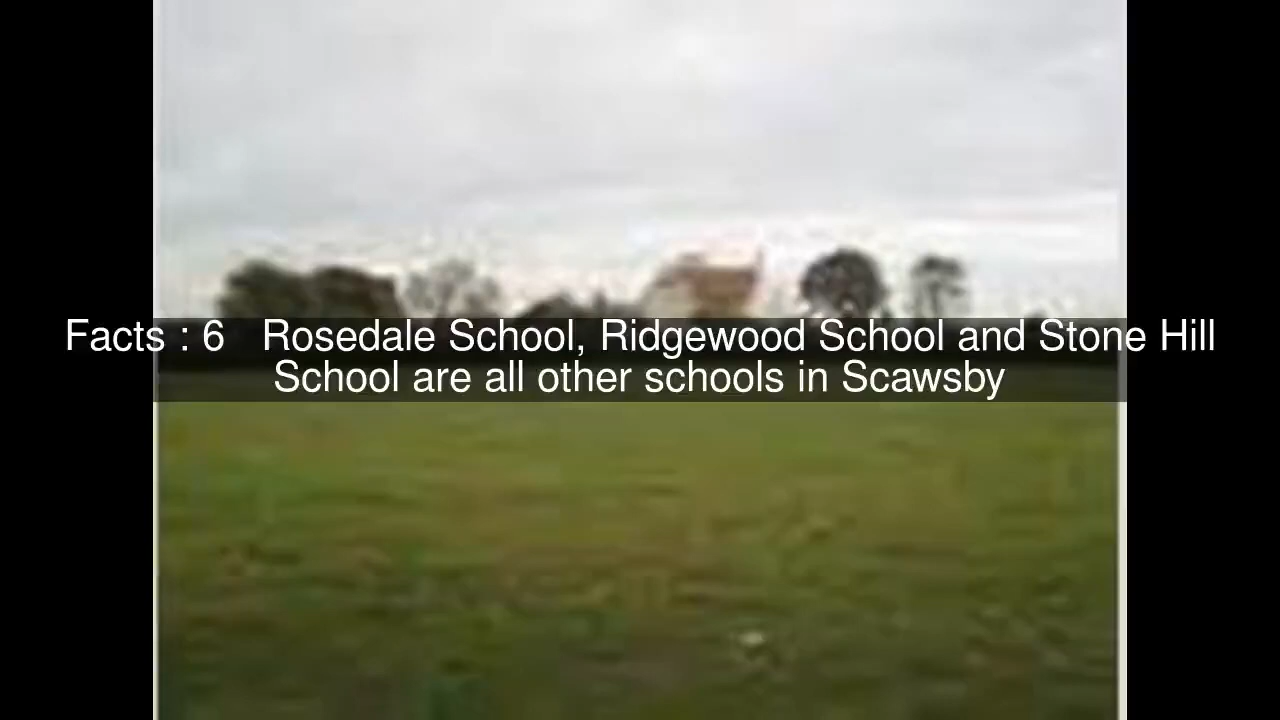 Facts : 6   Rosedale School, Ridgewood School and Stone Hill
School are all other schools in Scawsby